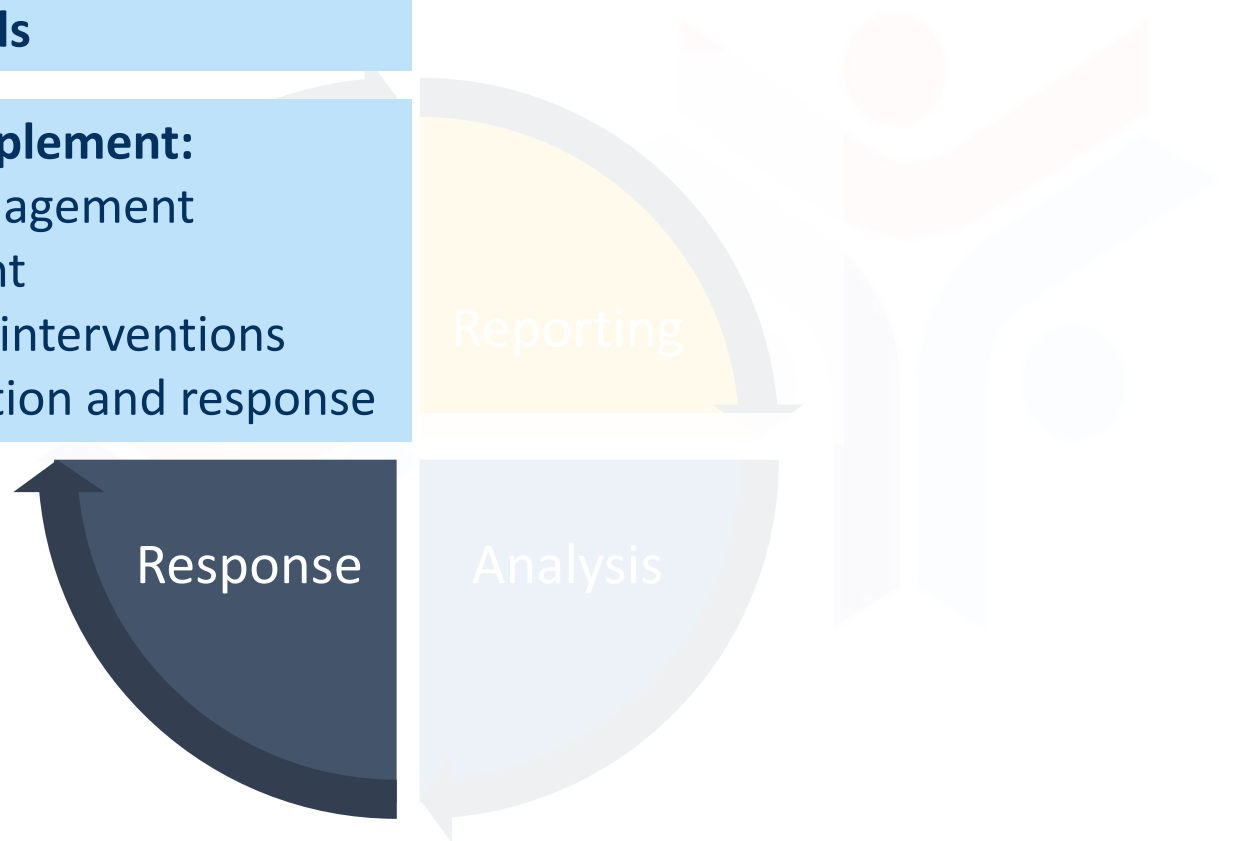 ls
plement:
agement
nt
interventions
tion and response
Reporting
Response
Analysis